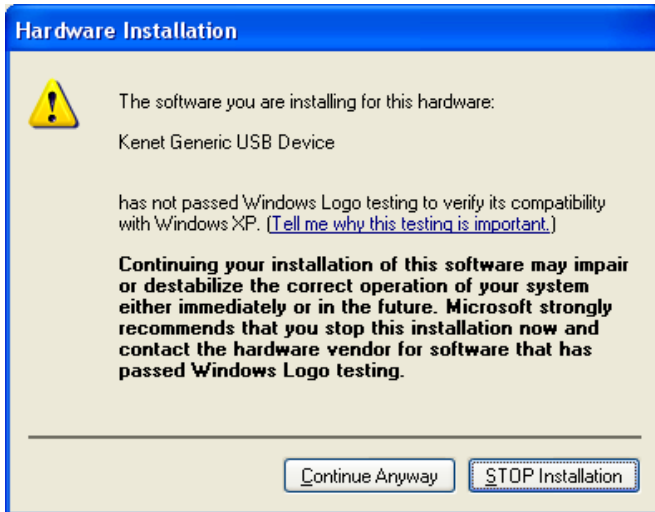 Hardware Installation
The software you are installing for this hardware:
Kenet Generic USB Device
has not passed Windows Logo testing to verify its compatibility
with Windows XP. (Tell me why this testing is important.)
Continuing your installation of this software may impair
or destabilize the correct operation of your system
either immediately or in the future. Microsoft strongly
recommends that you stop this installation now and
contact the hardware vendor for software that has
passed Windows Logo testing.
Continue Anyway STOP Installation